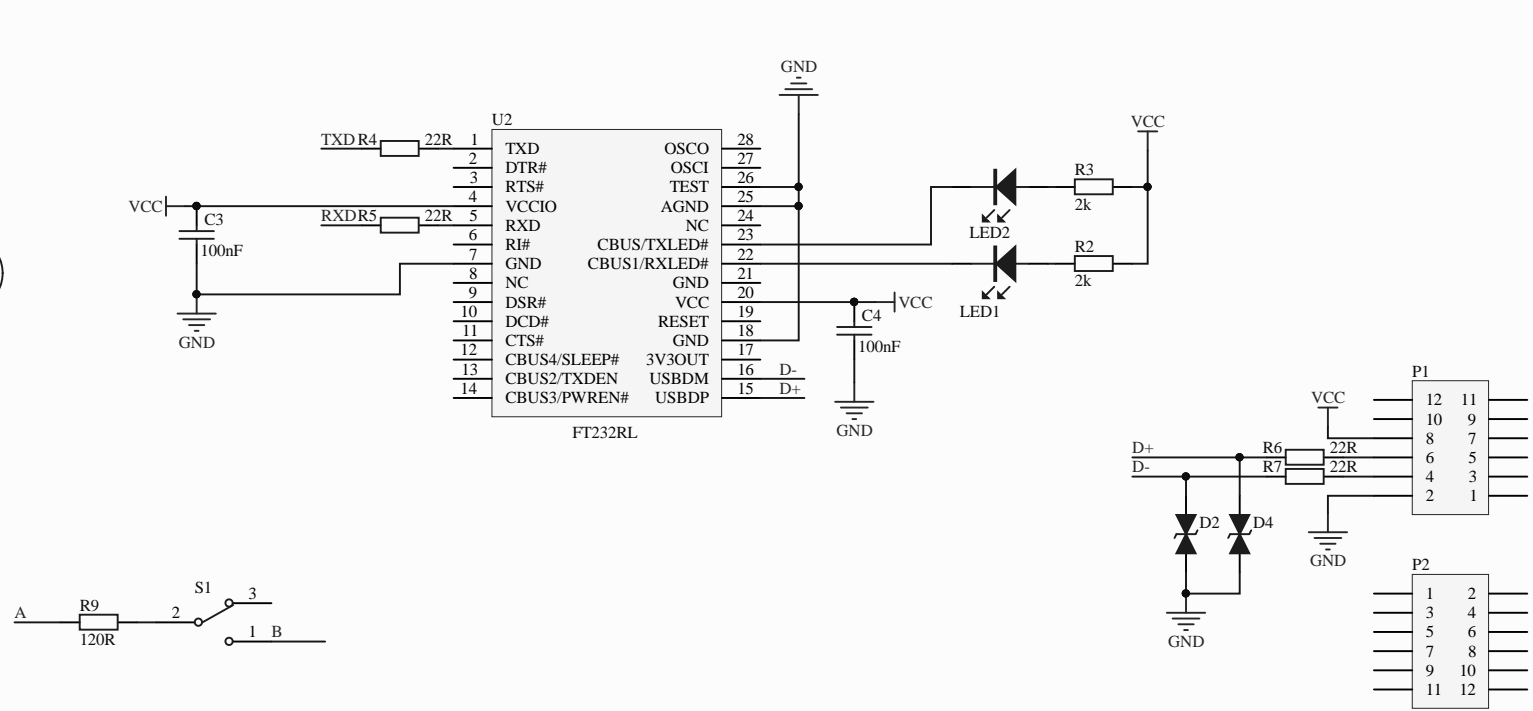 GND
U2
TXD R4 22R 1 TXD OSCO 28
2 DTR# OSCI 27
3 RTS# TEST 26
VCC 4 VCCIO AGND 25
RXD R5 22R 5 RXD NC 24
6 RI# CBUS/TXLED# 23
7 GND CBUS1/RXLED# 22
8 NC GND 21
9 DSR# VCC 20
10 DCD# RESET 19
11 CTS# GND 18
12 CBUS4/SLEEP# 3V3OUT 17
13 CBUS2/TXDEN USBDM 16 D-
14 CBUS3/PWREN# USBDP 15 D+
FT232RL
C3
100nF
GND
VCC
R3
2k
LED2
R2
2k
LED1
VCC
C4
100nF
GND
P1
VCC
12 11
10 9
8 7
D+ R6 22R 6 5
D- R7 22R 4 3
2 1
D2 D4
GND
GND
P2
1 2
3 4
5 6
7 8
9 10
11 12
S1
A R9 2 3
120R 1 B